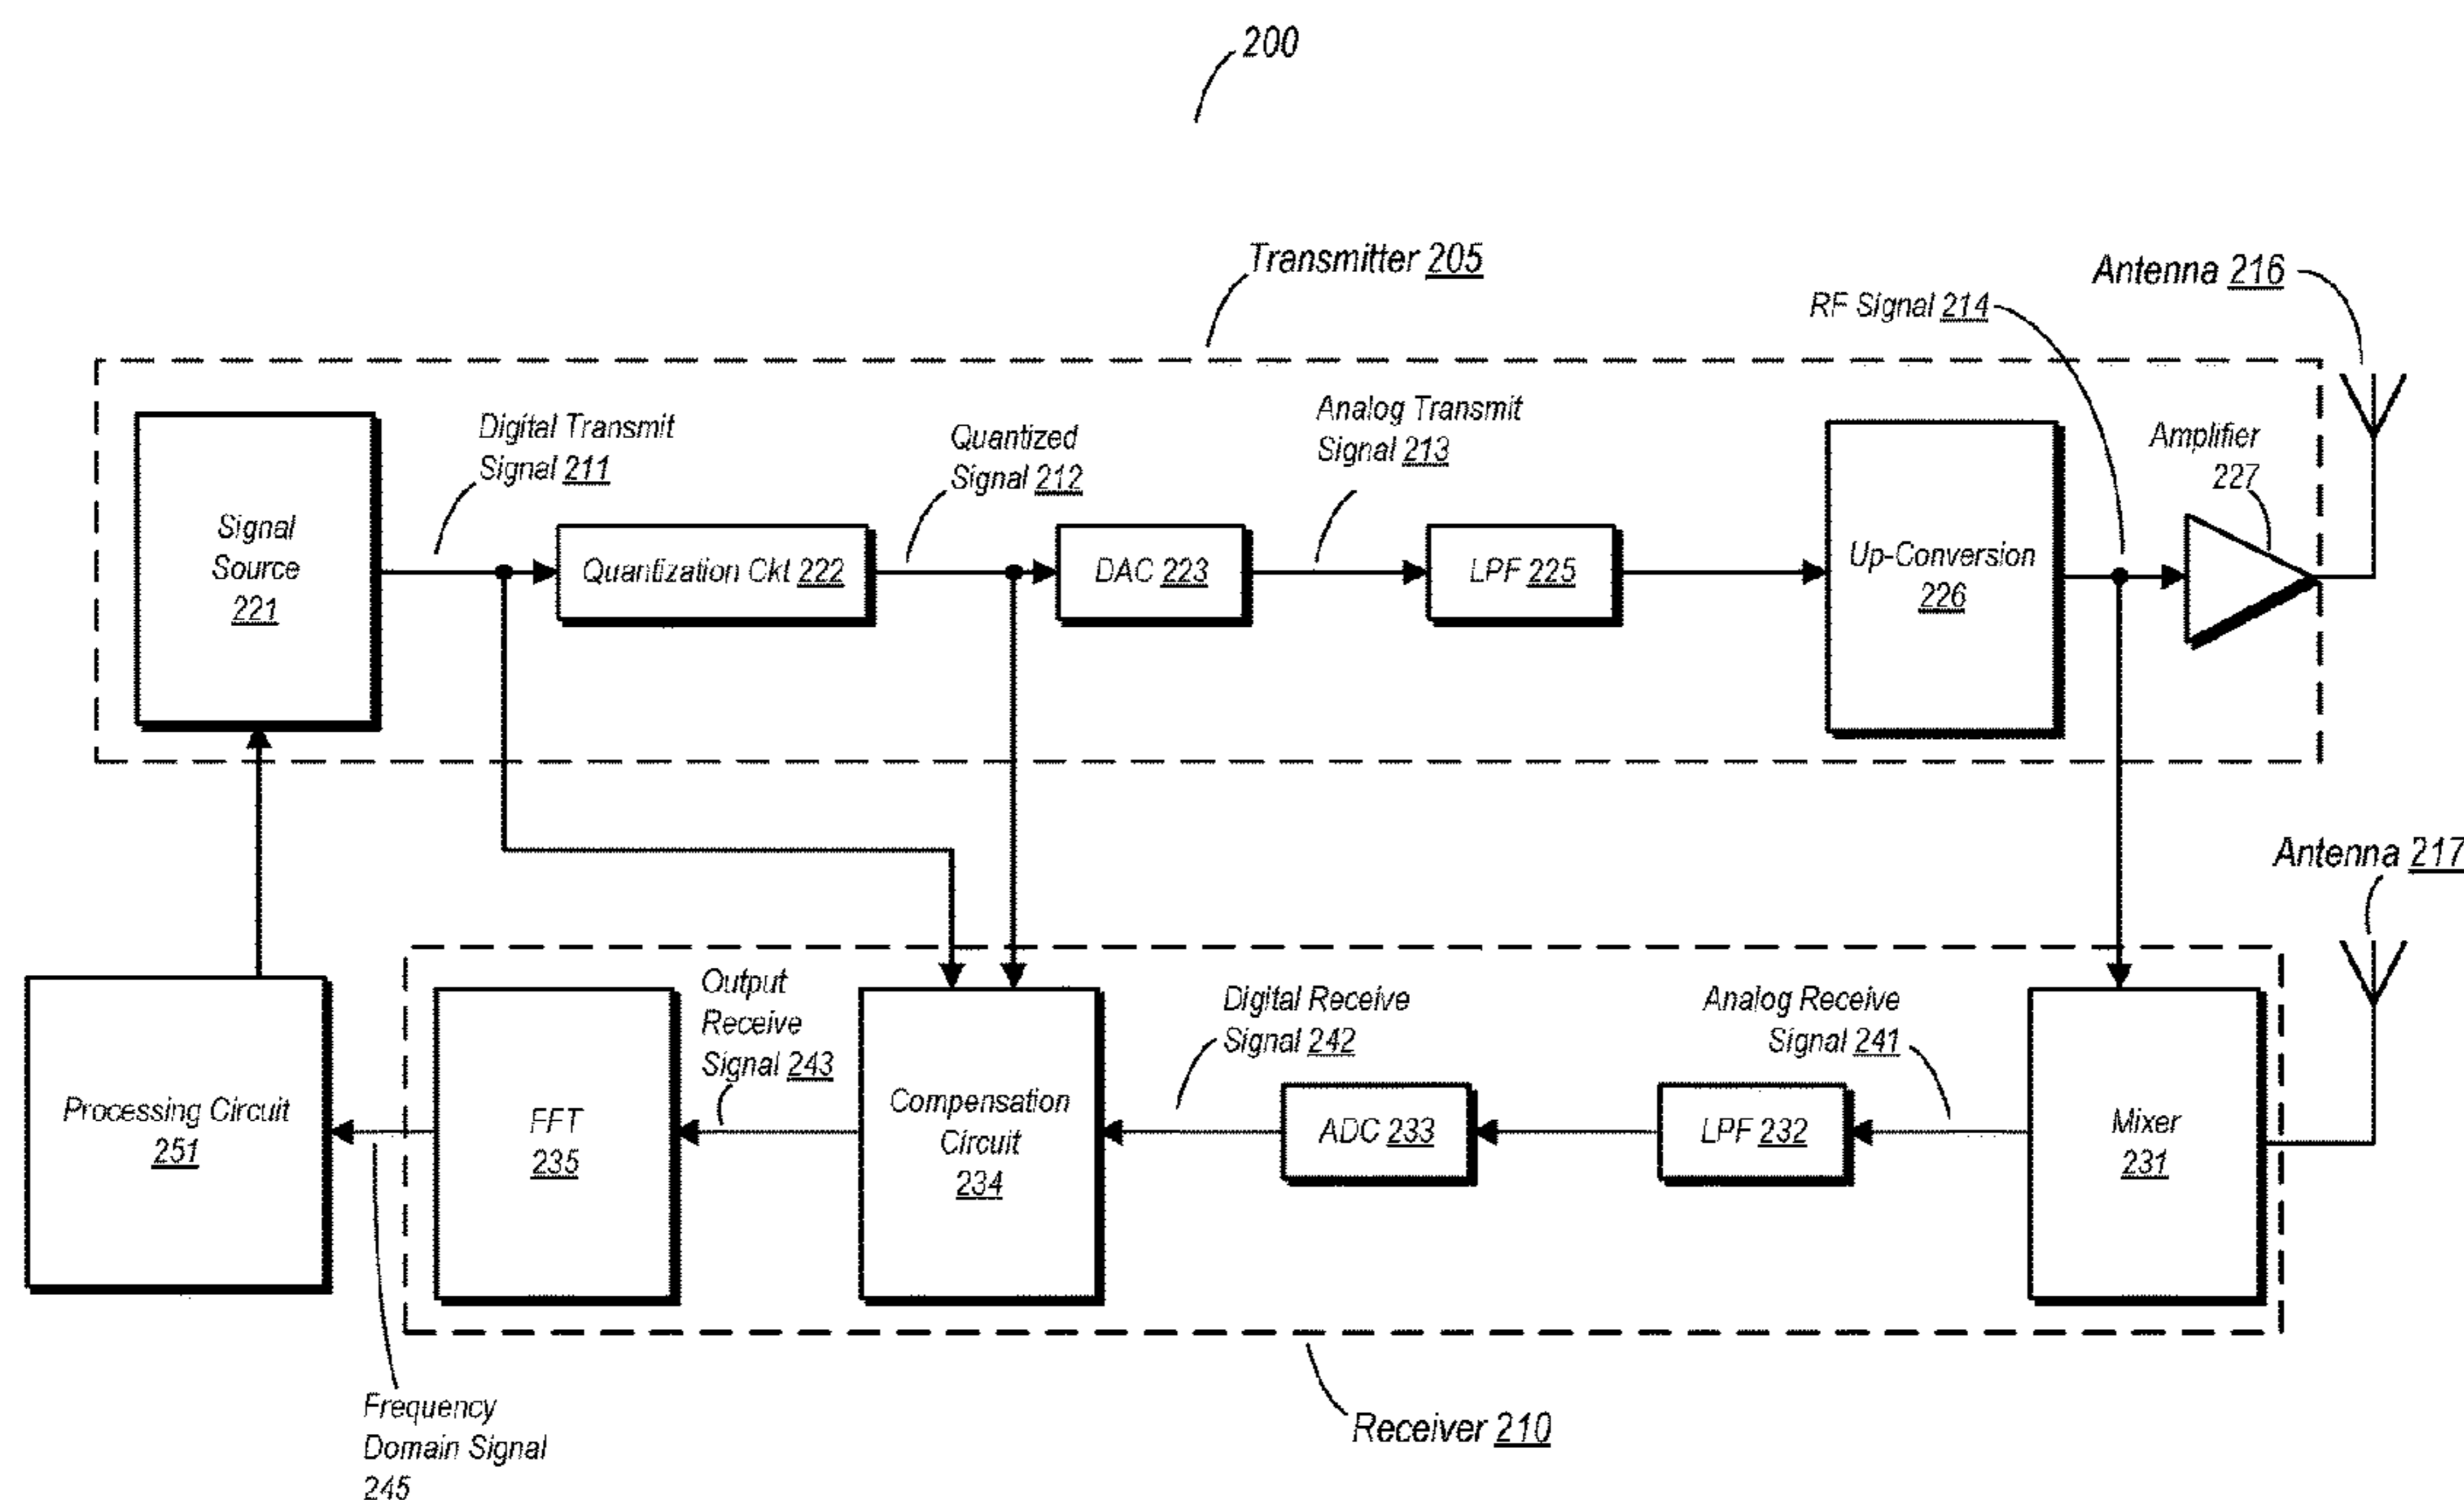 200
Transmitter 205
Antenna 216
RF Signal 214
Digital Transmit
Signal 211
Quantized
Signal 212
Analog Transmit
Signal 213
Amplifier
227
Signal
Source
221
Quantization Ckt 222
DAC 223
LPF 225
Up-Conversion
226
Antenna 217
Processing Circuit
251
FFT
235
Output
Receive
Signal 243
Compensation
Circuit
234
Digital Receive
Signal 242
ADC 233
LPF 232
Analog Receive
Signal 241
Mixer
231
Frequency
Domain Signal
245
Receiver 210